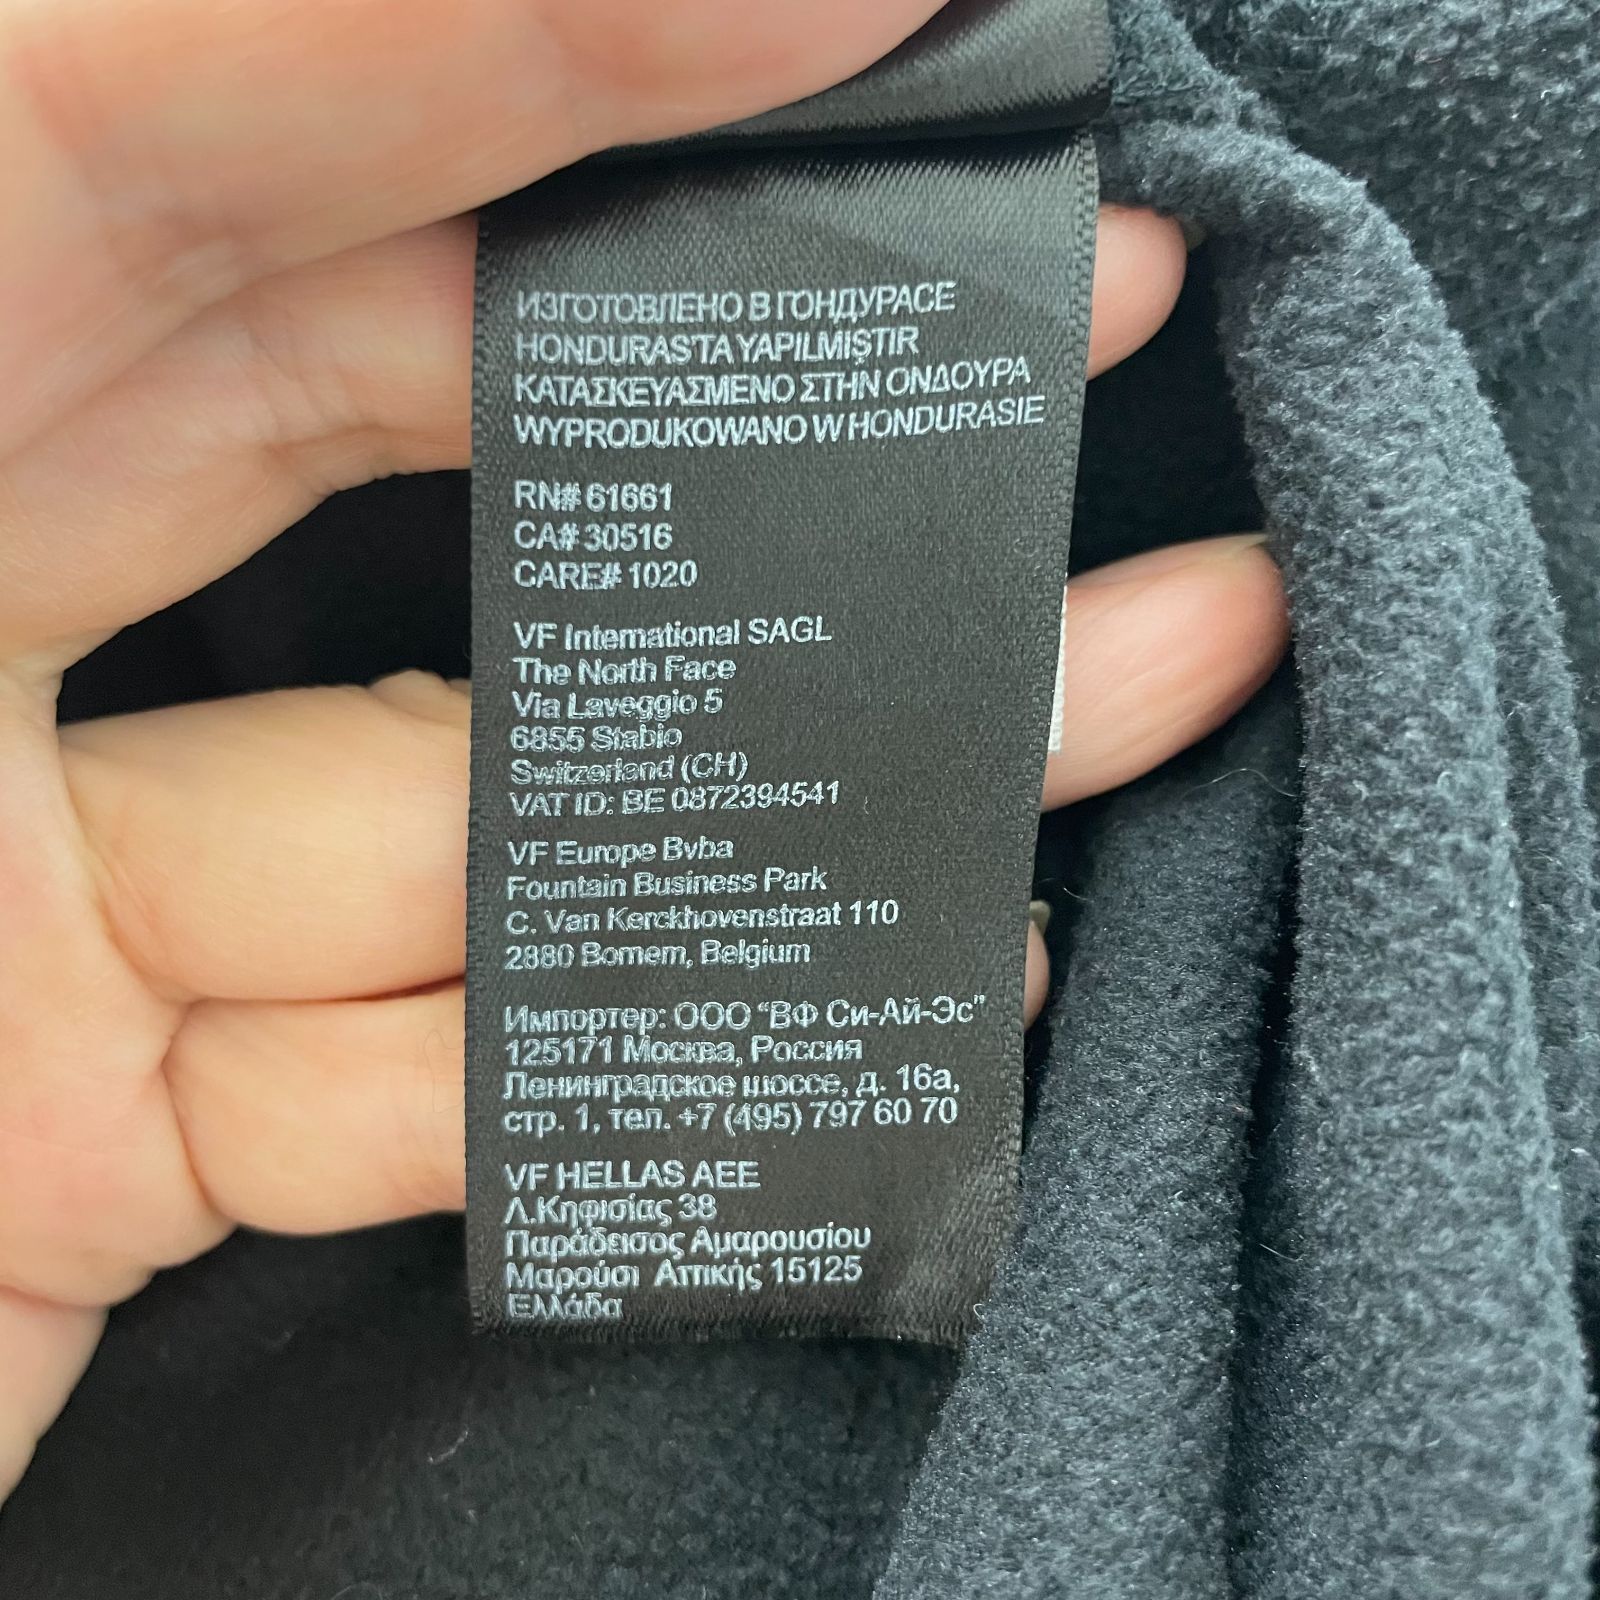 ИЗГОТОВЛЕНО В ГОНДУРАСЕ
HONDURAS'TA YAPILMIŞTIR
ΚΑΤΑΣΚΕΥΑΣΜΕΝΟ ΣΤΗΝ ΟΝΔΟΥΡΑ
WYPRODUKOWANO W HONDURASIE
RN# 61661
CA# 30516
CARE# 1020
VF International SAGL
The North Face
Via Laveggio 5
6855 Stabio
Switzerland (CH)
VAT ID: BE 0872394541
VF Europe Bvba
Fountain Business Park
C. Van Kerckhovenstraat 110
2880 Bornem, Belgium
Импортер: ООО “ВФ Си-Ай-Эс”
125171 Москва, Россия
Ленинградское шоссе, д. 16а,
стр. 1, тел. +7 (495) 797 60 70
VF HELLAS AEE
Λ.Κηφισίας 38
Παράδεισος Αμαρουσίου
Μαρούσι Αττικής 15125
Ελλάδα